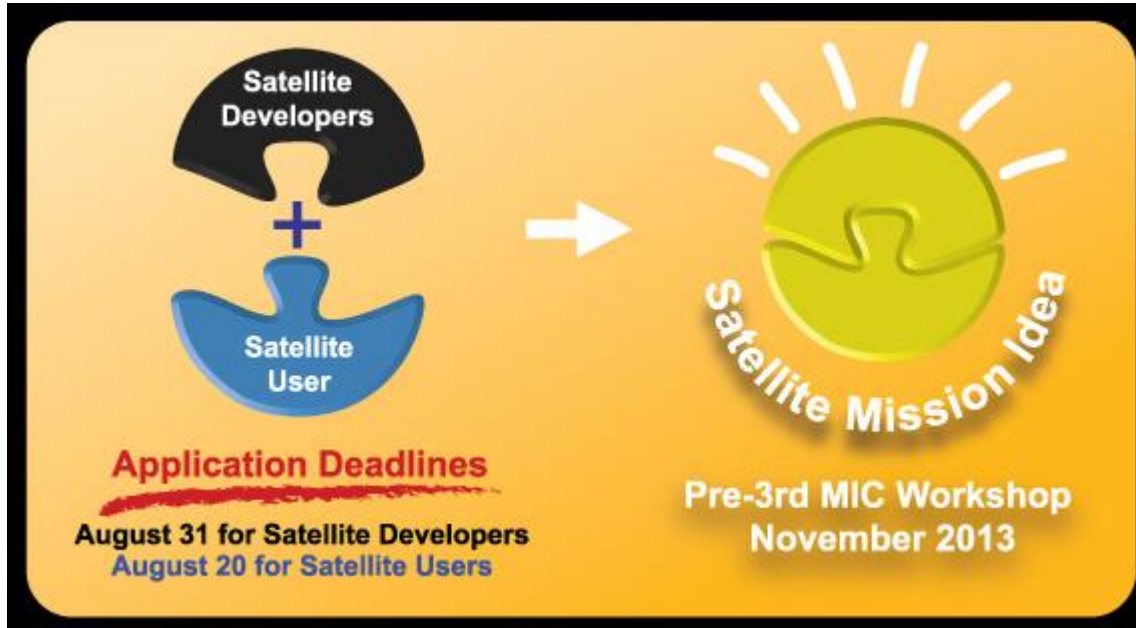 Satellite
Developers
+
Satellite
User
Application Deadlines
August 31 for Satellite Developers
August 20 for Satellite Users
Satellite Mission Idea
Pre-3rd MIC Workshop
November 2013